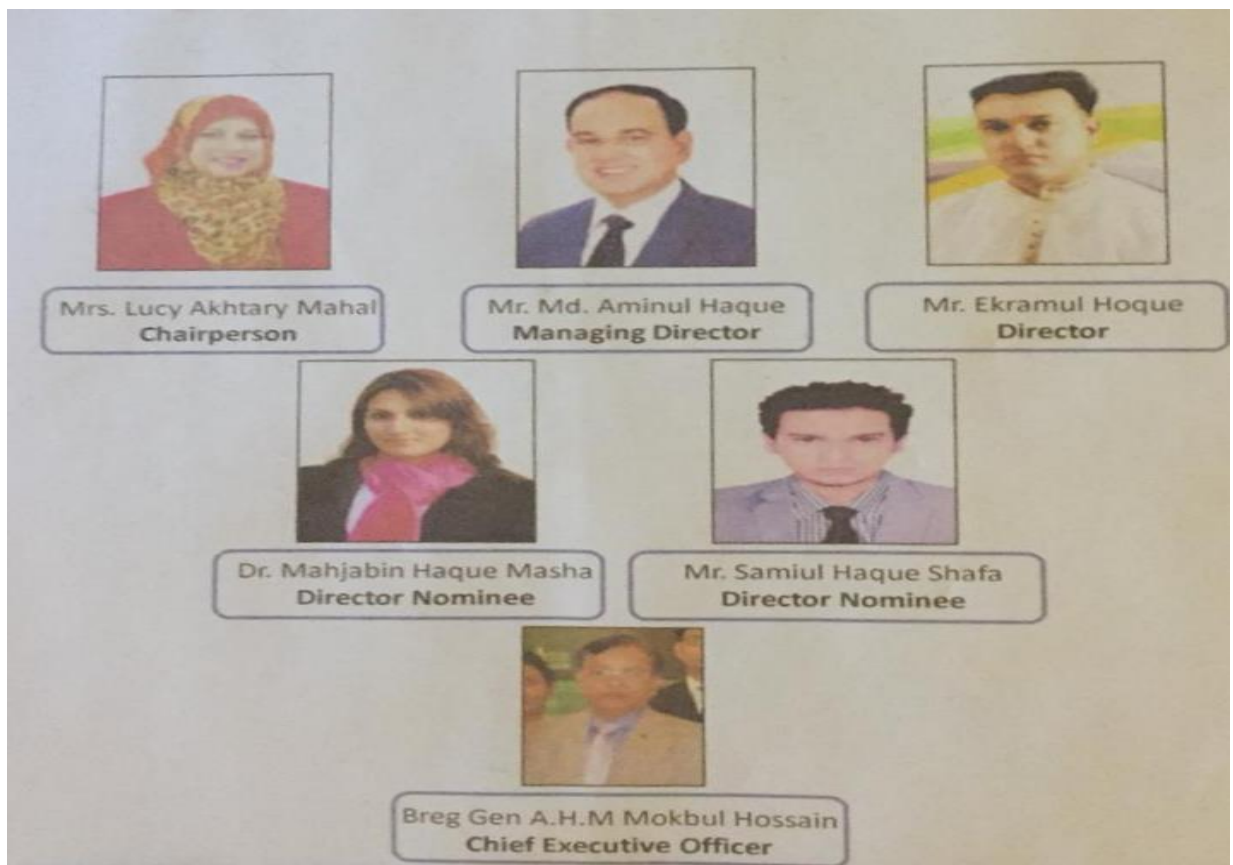 Mrs. Lucy Akhtary Mahal
Chairperson
Mr. Md. Aminul Haque
Managing Director
Mr. Ekramul Hoque
Director
Dr. Mahjabin Haque Masha
Director Nominee
Mr. Samiul Haque Shafa
Director Nominee
Breg Gen A.H.M Mokbul Hossain
Chief Executive Officer